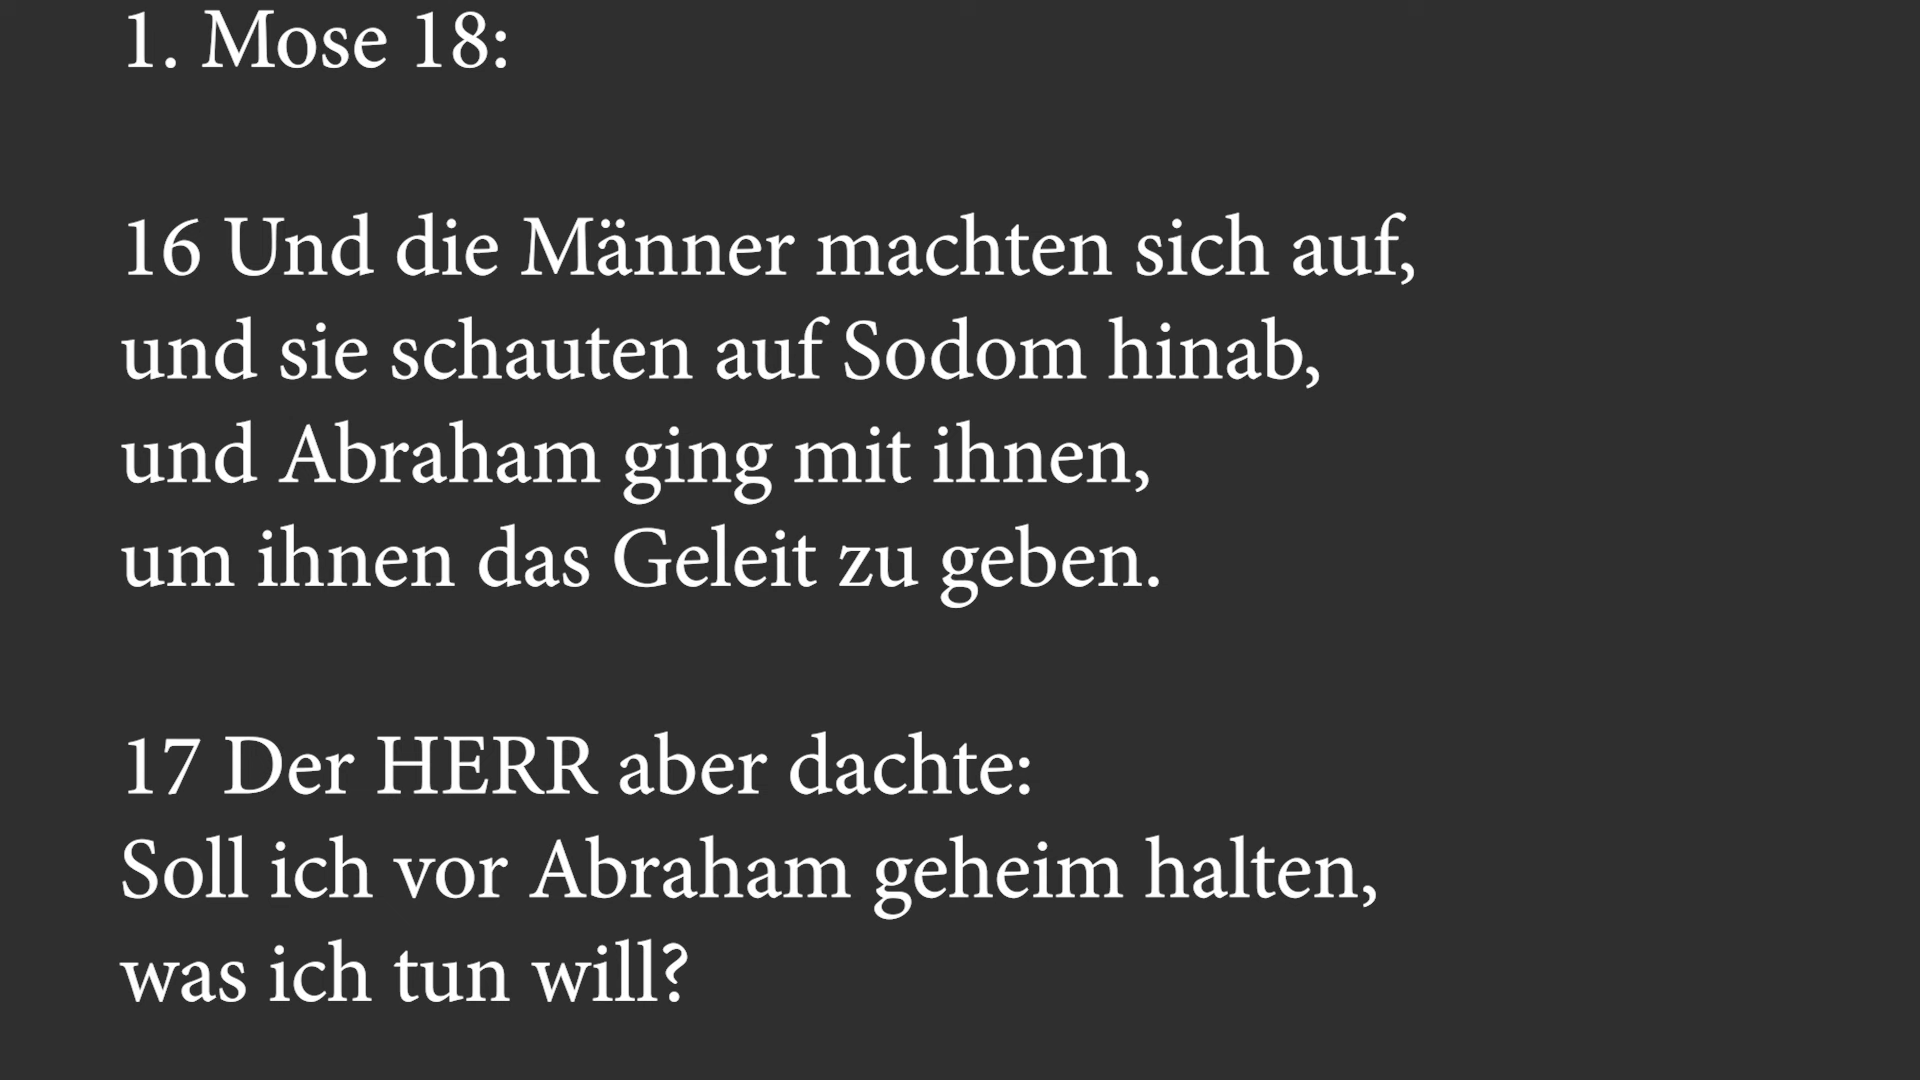 1. Mose 18:
16 Und die Männer machten sich auf,
und sie schauten auf Sodom hinab,
und Abraham ging mit ihnen,
um ihnen das Geleit zu geben.
17 Der HERR aber dachte:
Soll ich vor Abraham geheim halten,
was ich tun will?